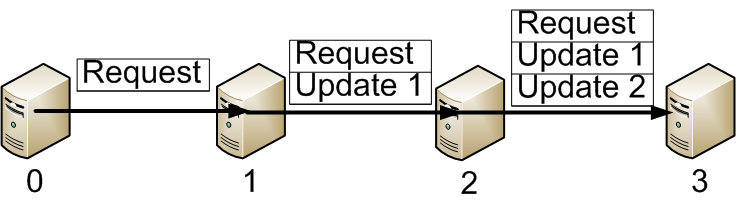 Request
Request
Update 1
Request
Update 1
Update 2
0
1
2
3